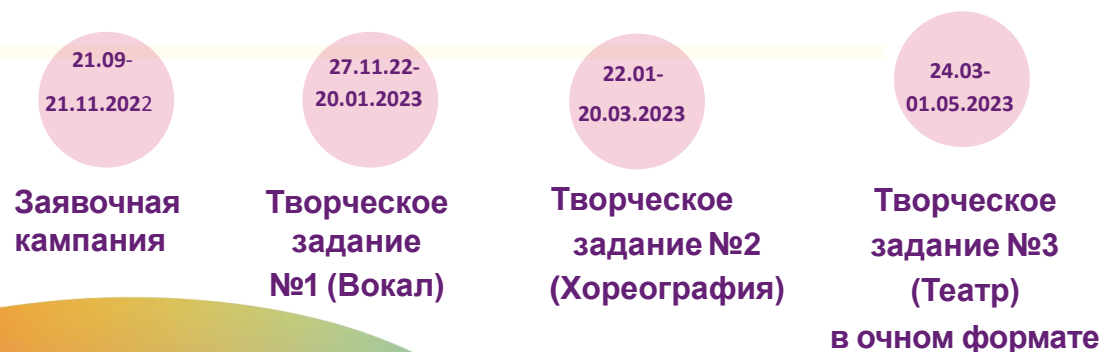 21.09-
21.11.2022
Заявочная
кампания
27.11.22-
20.01.2023
Творческое
задание
№1 (Вокал)
22.01-
20.03.2023
Творческое
задание №2
(Хореография)
24.03-
01.05.2023
Творческое
задание №3
(Театр)
в очном формате